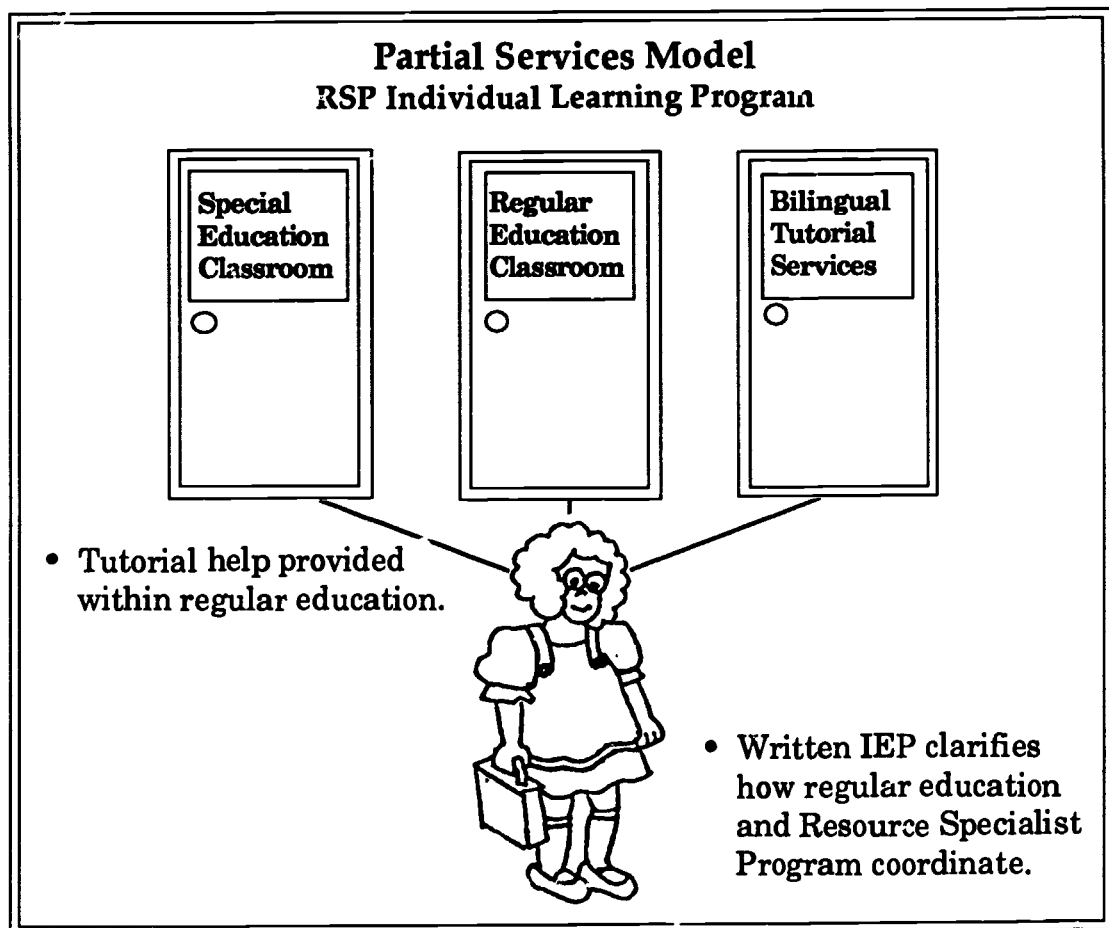 Partial Services Model
RSP Individual Learning Program
Special
Education
Classroom
Regular
Education
Classroom
Bilingual
Tutorial
Services
• Tutorial help provided
within regular education.
• Written IEP clarifies
how regular education
and Resource Specialist
Program coordinate.